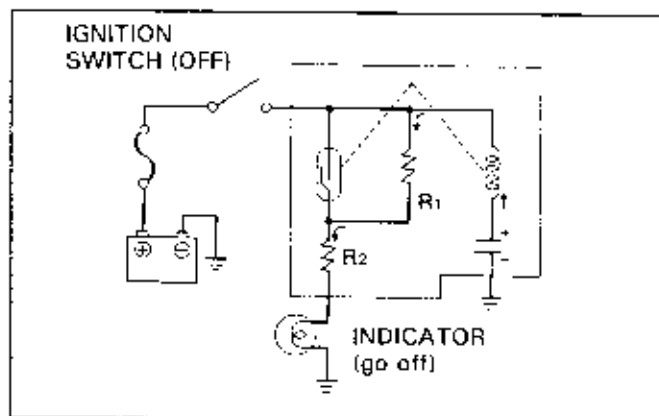 IGNITION
SWITCH (OFF)
R1
R2
+
−
⊕ ⊖
INDICATOR
(go off)